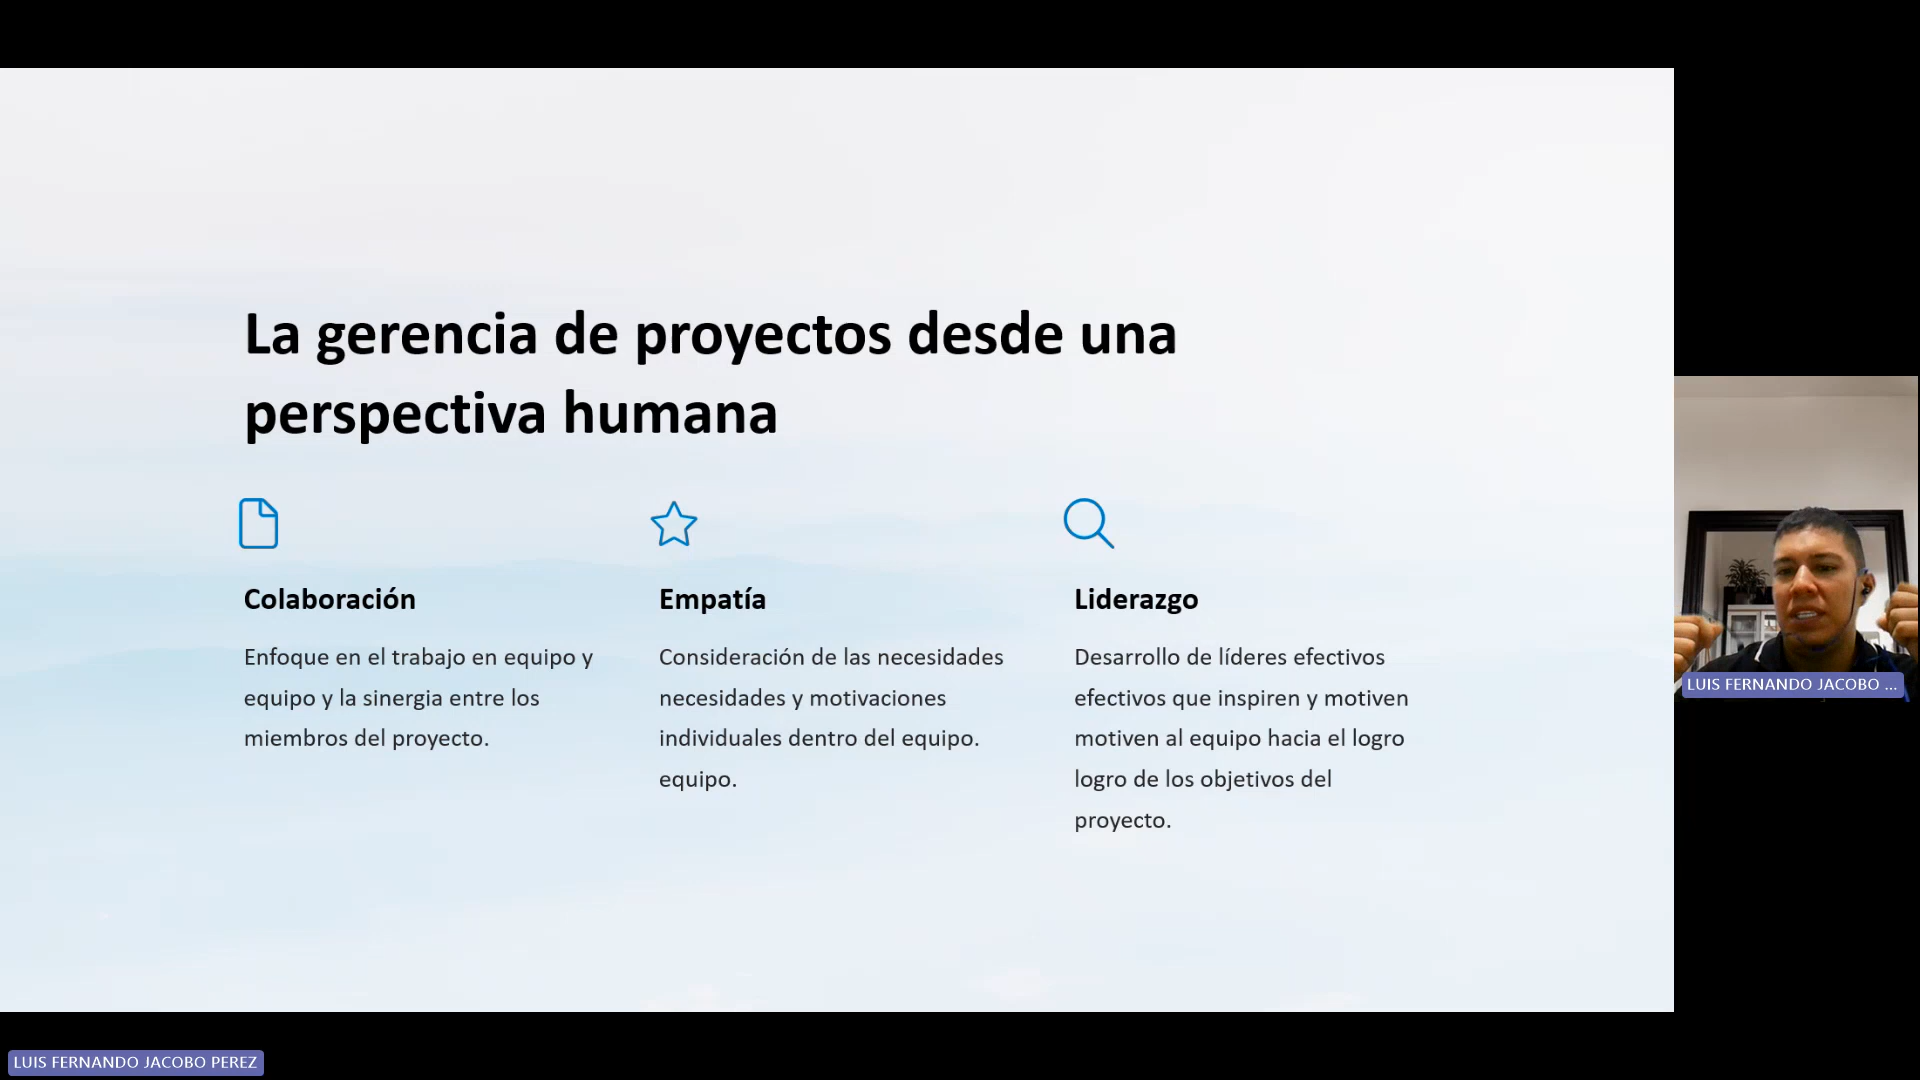 La gerencia de proyectos desde una
perspectiva humana
Colaboración
Enfoque en el trabajo en equipo y
equipo y la sinergia entre los
miembros del proyecto.
Empatía
Consideración de las necesidades
necesidades y motivaciones
individuales dentro del equipo.
equipo.
Liderazgo
Desarrollo de líderes efectivos
efectivos que inspiren y motiven
motiven al equipo hacia el logro
logro de los objetivos del
proyecto.
LUIS FERNANDO JACOBO ...
LUIS FERNANDO JACOBO PEREZ